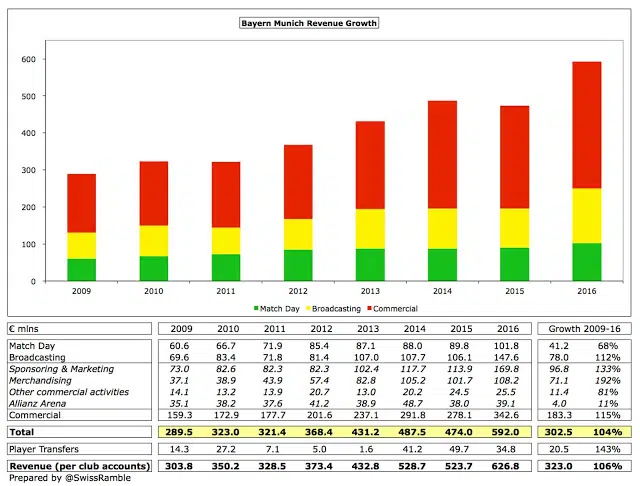 Bayern Munich Revenue Growth
600
500
400
300
200
100
0
2009 2010 2011 2012 2013 2014 2015 2016
Match Day Broadcasting Commercial
€ mlns 2009 2010 2011 2012 2013 2014 2015 2016 Growth 2009-16
Match Day 60.6 66.7 71.9 85.4 87.1 88.0 89.8 101.8 41.2 68%
Broadcasting 69.6 83.4 71.8 81.4 107.0 107.7 106.1 147.6 78.0 112%
Sponsoring & Marketing 73.0 82.6 82.3 82.3 102.4 117.7 113.9 169.8 96.8 133%
Merchandising 37.1 38.9 43.9 57.4 82.8 105.2 101.7 108.2 71.1 192%
Other commercial activities 14.1 13.2 13.9 20.7 13.0 20.2 24.5 25.5 11.4 81%
Allianz Arena 35.1 38.2 37.6 41.2 38.9 48.7 38.0 39.1 4.0 11%
Commercial 159.3 172.9 177.7 201.6 237.1 291.8 278.1 342.6 183.3 115%
Total 289.5 323.0 321.4 368.4 431.2 487.5 474.0 592.0 302.5 104%
Player Transfers 14.3 27.2 7.1 5.0 1.6 41.2 49.7 34.8 20.5 143%
Revenue (per club accounts) 303.8 350.2 328.5 373.4 432.8 528.7 523.7 626.8 323.0 106%
Prepared by @SwissRamble